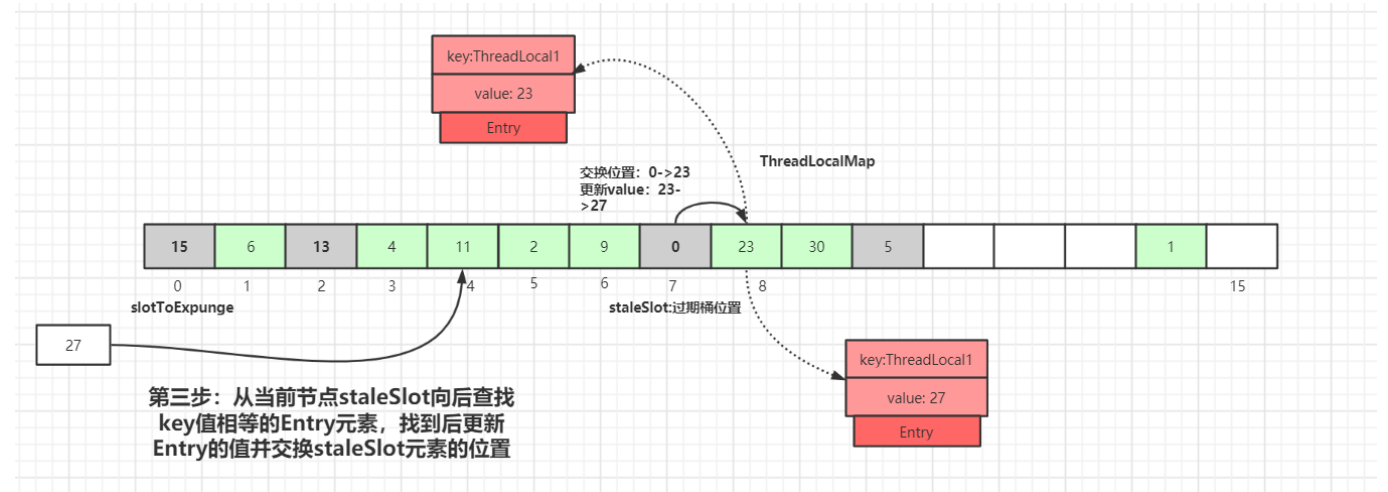 key:ThreadLocal1
value: 23
Entry
ThreadLocalMap
交换位置：0->23
更新value：23-
>27
15 6 13 4 11 2 9 0 23 30 5 1
0 1 2 3 4 5 6 7 8 15
slotToExpunge
staleSlot:过期桶位置
27
key:ThreadLocal1
value: 27
Entry
第三步：从当前节点staleSlot向后查找
key值相等的Entry元素，找到后更新
Entry的值并交换staleSlot元素的位置